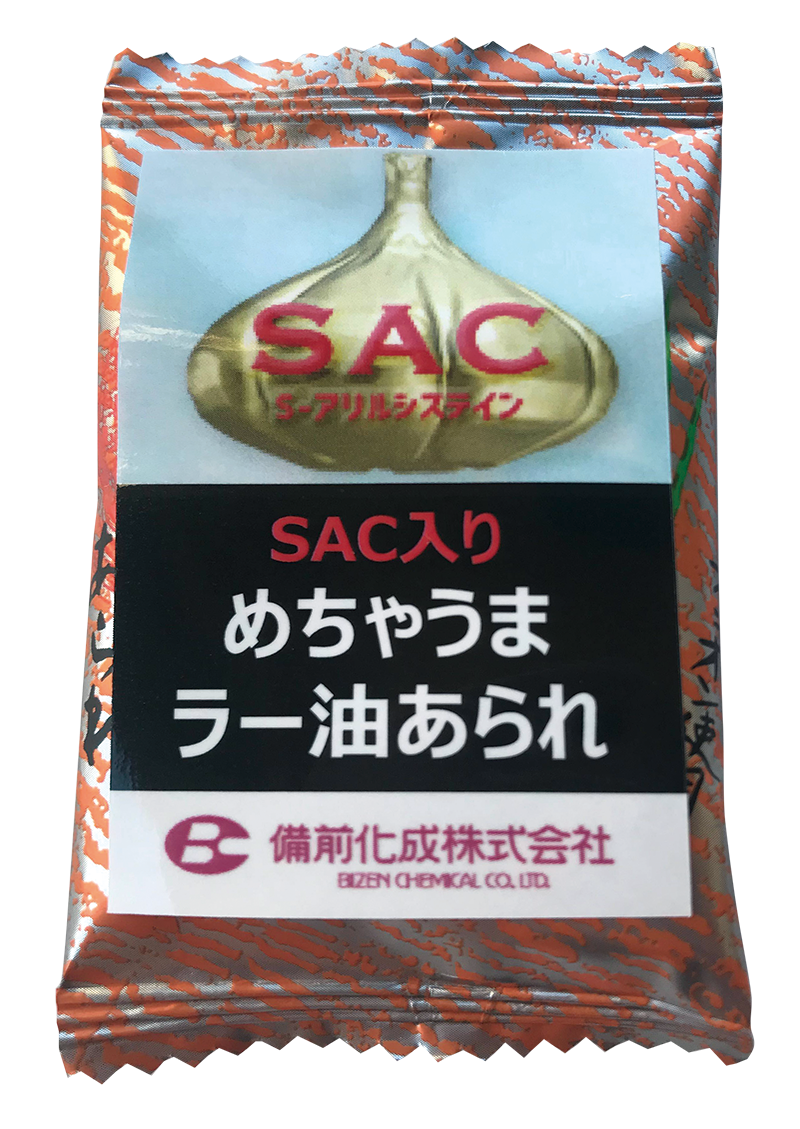 SAC
S-アリルシステイン
SAC入り
めちゃうま
ラー油あられ
BC
備前化成株式会社
BIZEN CHEMICAL CO. LTD.